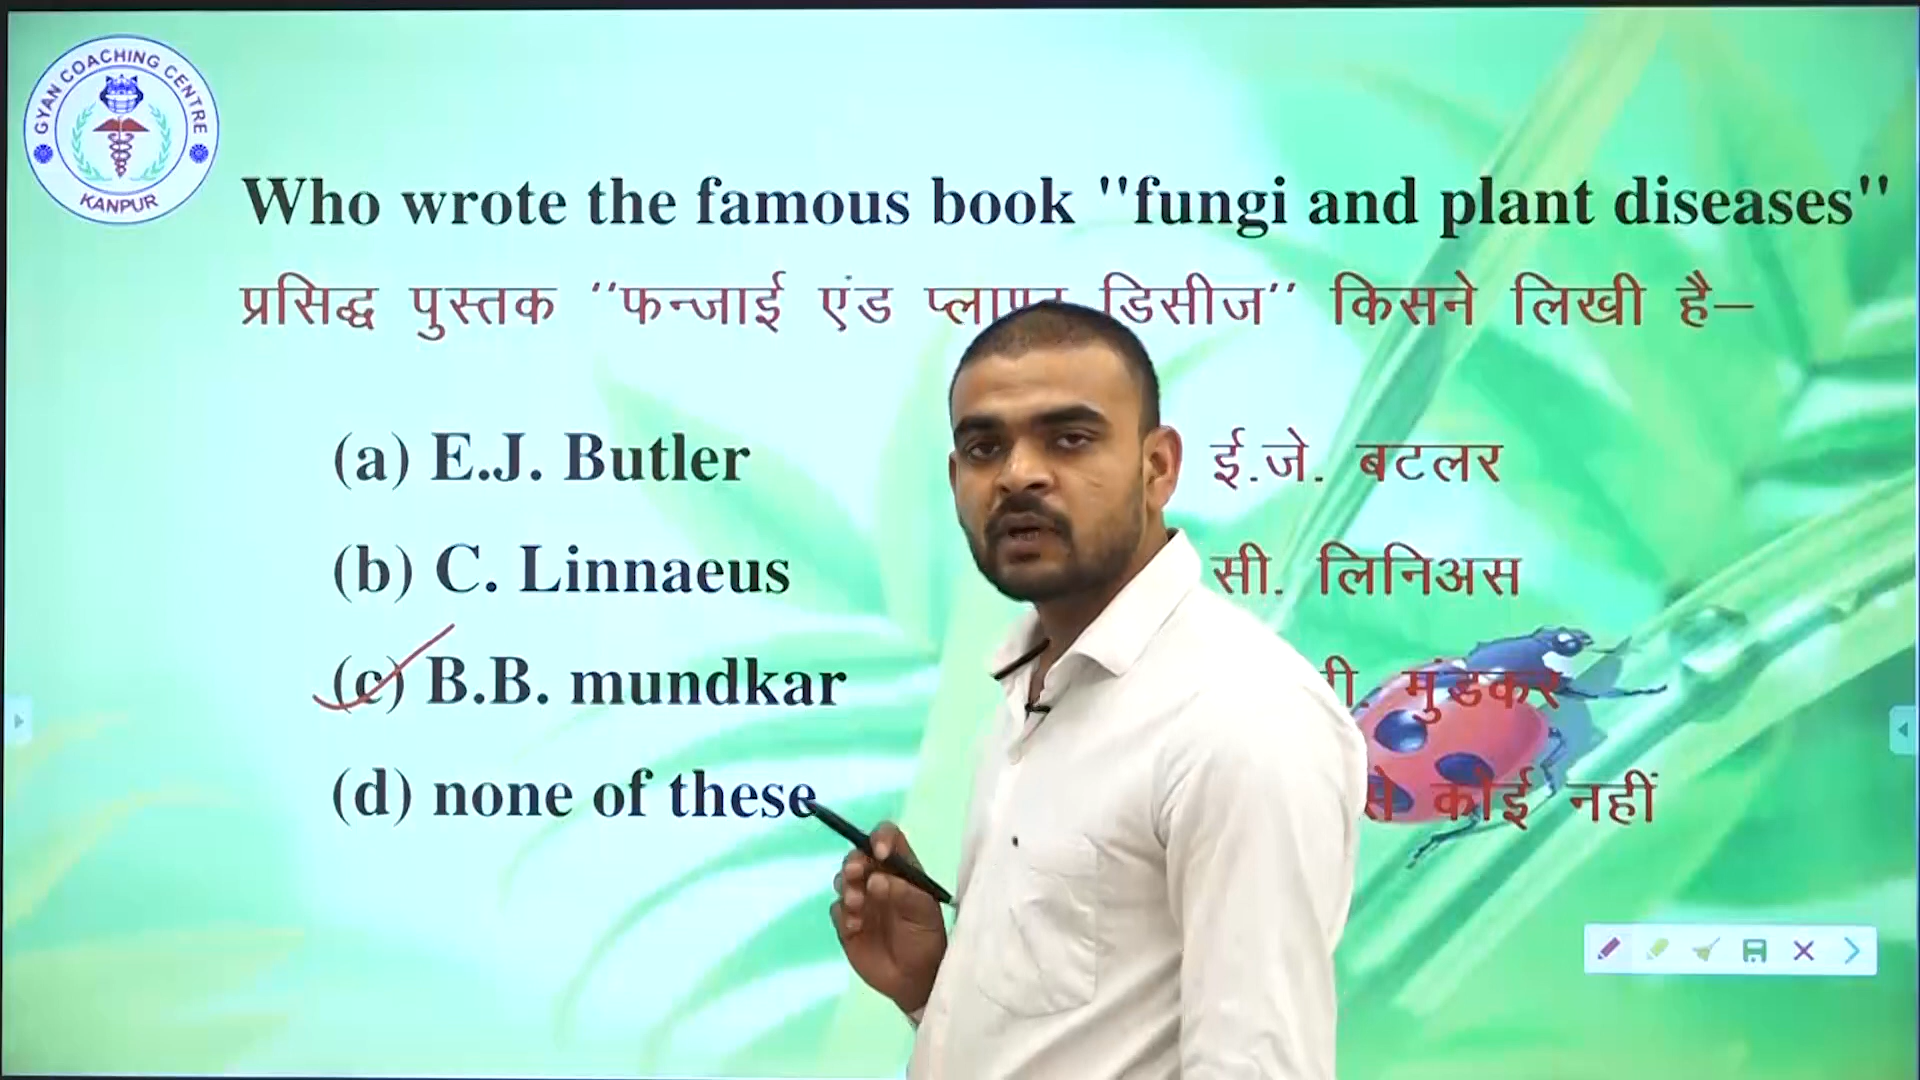 GYAN COACHING CENTRE
KANPUR
Who wrote the famous book "fungi and plant diseases"
प्रसिद्ध पुस्तक "फन्जाई एंड प्लाण्ट डिसीज" किसने लिखी है–
(a) E.J. Butler ई.जे. बटलर
(b) C. Linnaeus सी. लिनिअस
(c) B.B. mundkar मुंडकर
(d) none of these कोई नहीं